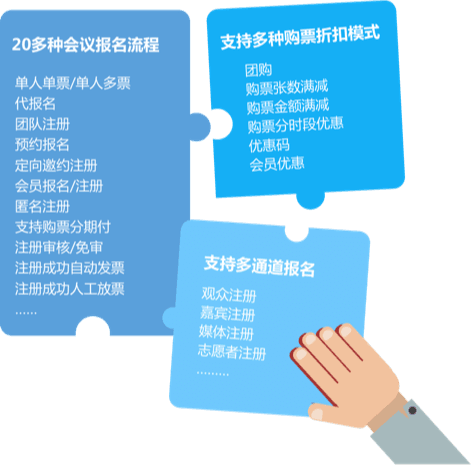 20多种会议报名流程
单人单票/单人多票
代报名
团队注册
预约报名
定向邀约注册
会员报名/注册
匿名注册
支持购票分期付
注册审核/免审
注册成功自动发票
注册成功人工放票
......
支持多种购票折扣模式
团购
购票张数满减
购票金额满减
购票分时段优惠
优惠码
会员优惠
支持多通道报名
观众注册
嘉宾注册
媒体注册
志愿者注册
.........